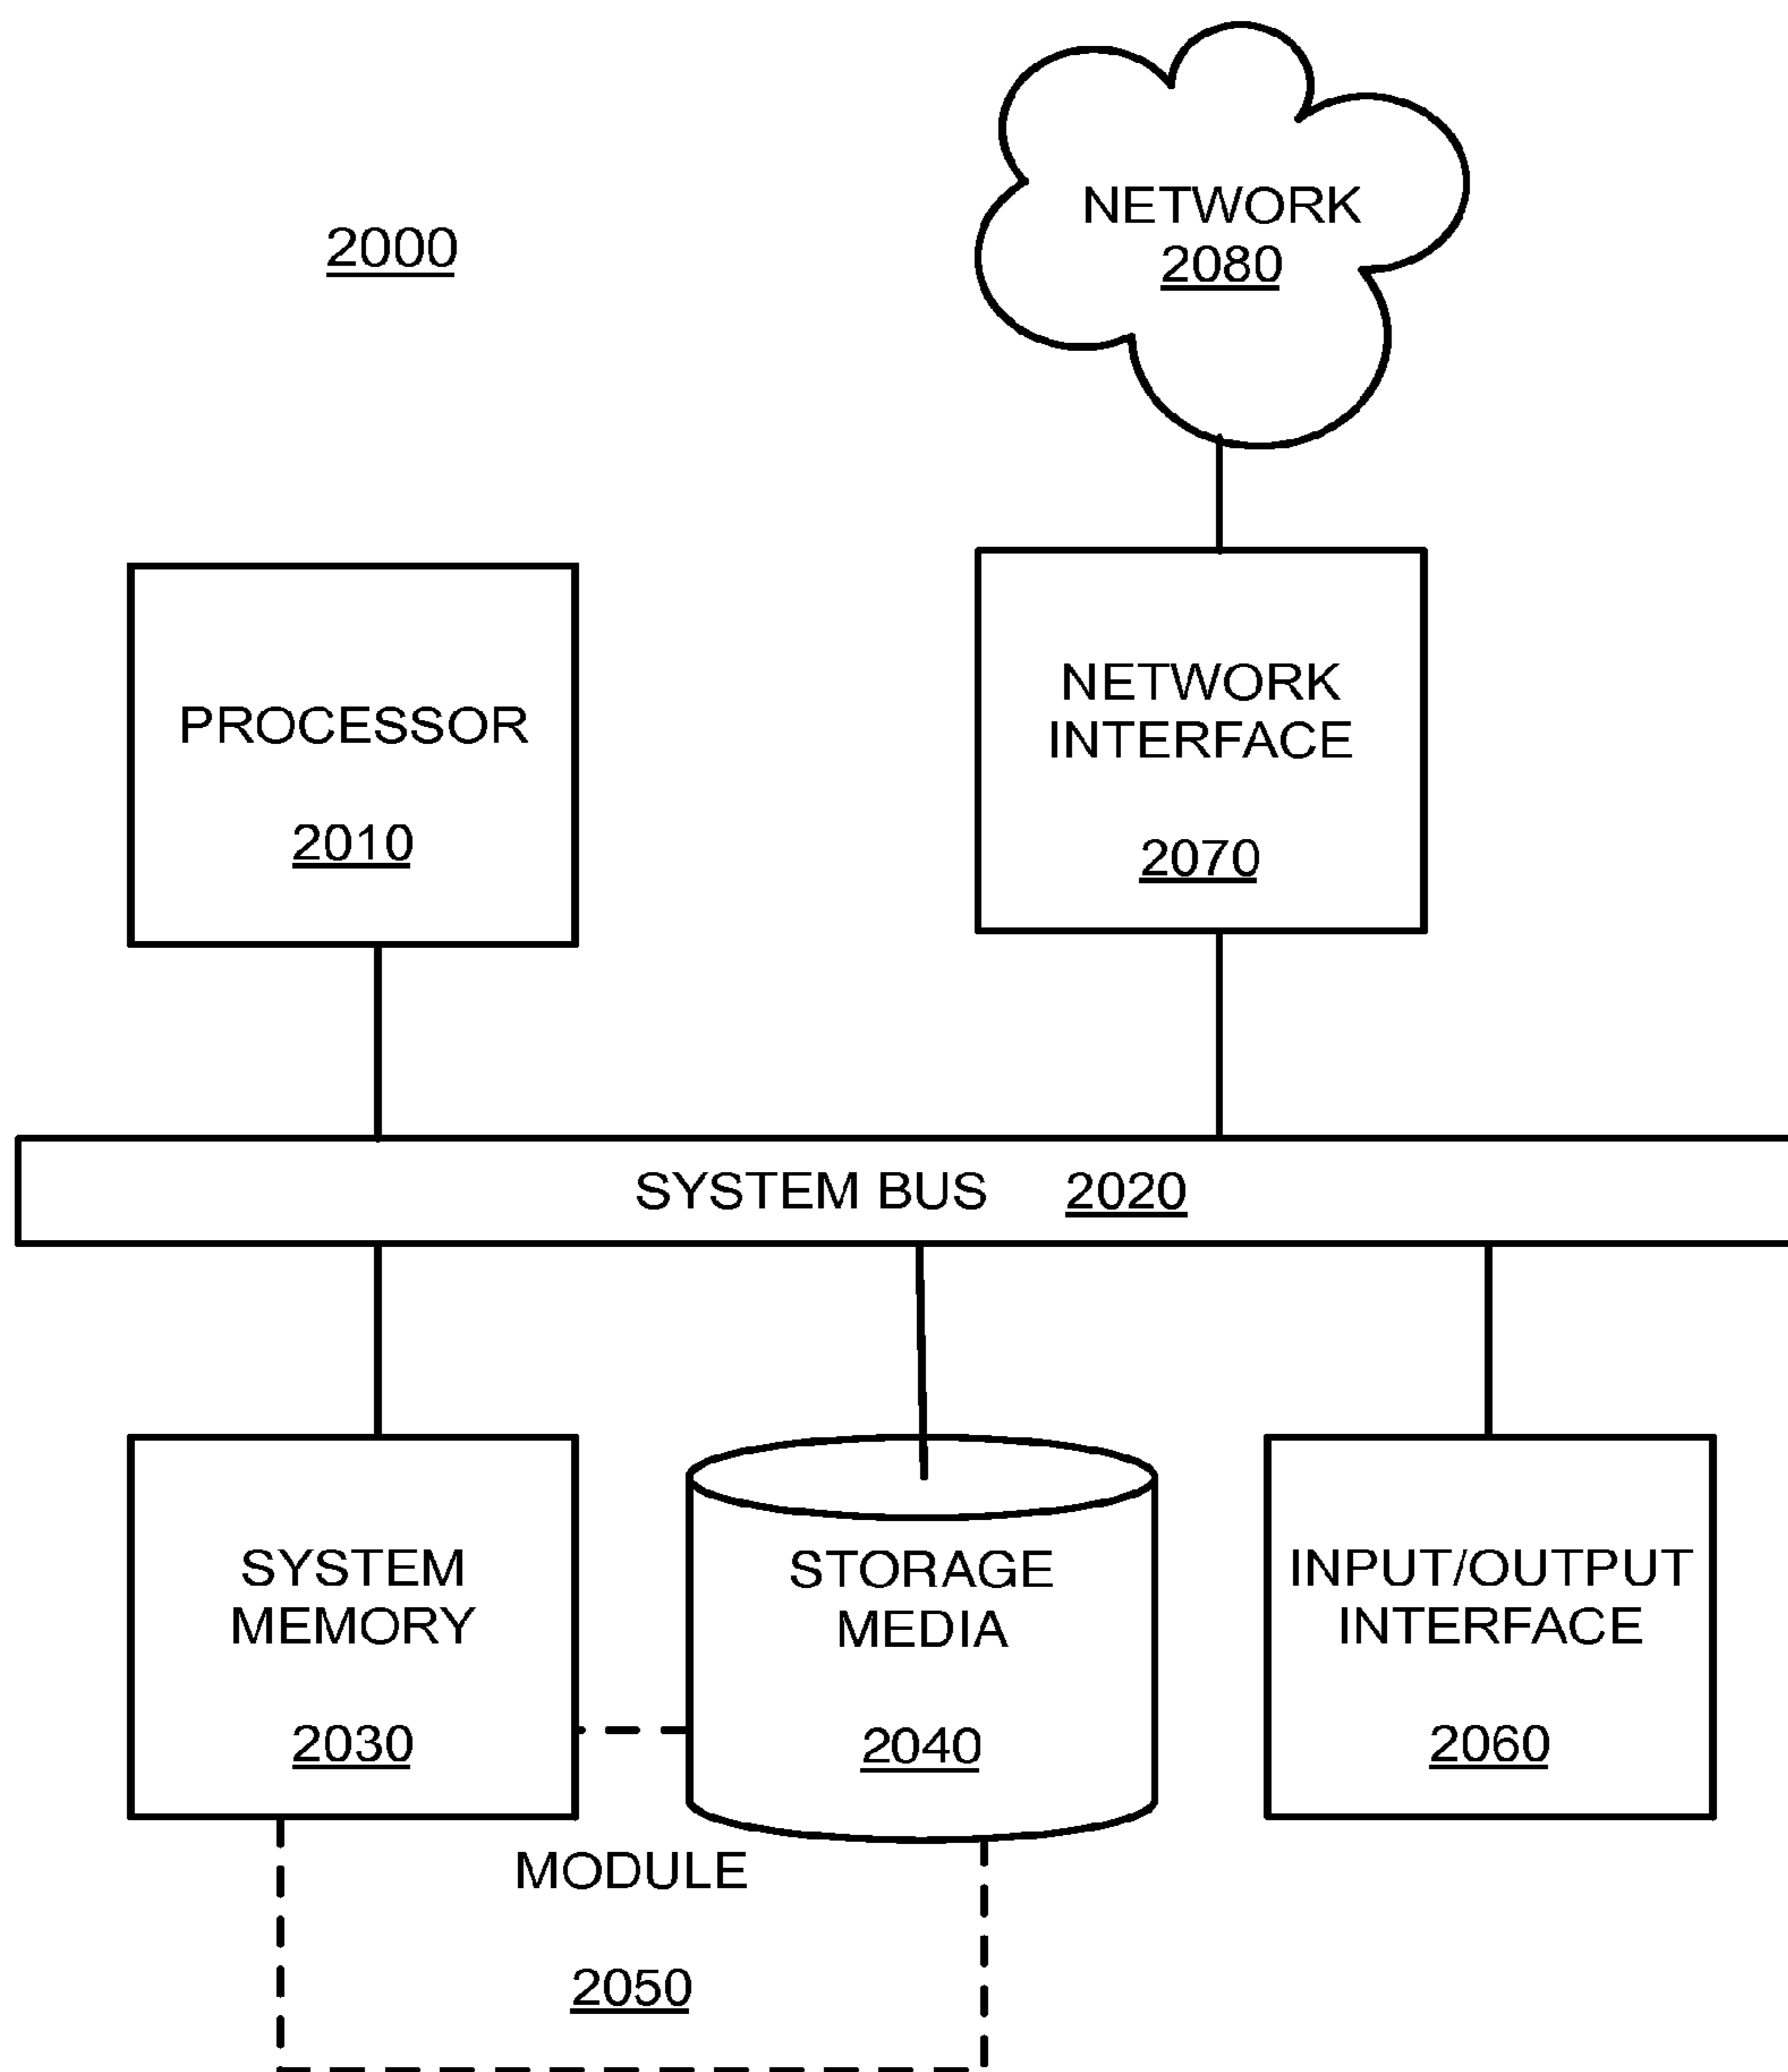 2000
NETWORK
2080
PROCESSOR
2010
NETWORK
INTERFACE
2070
SYSTEM BUS 2020
SYSTEM
MEMORY
2030
STORAGE
MEDIA
2040
INPUT/OUTPUT
INTERFACE
2060
MODULE
2050